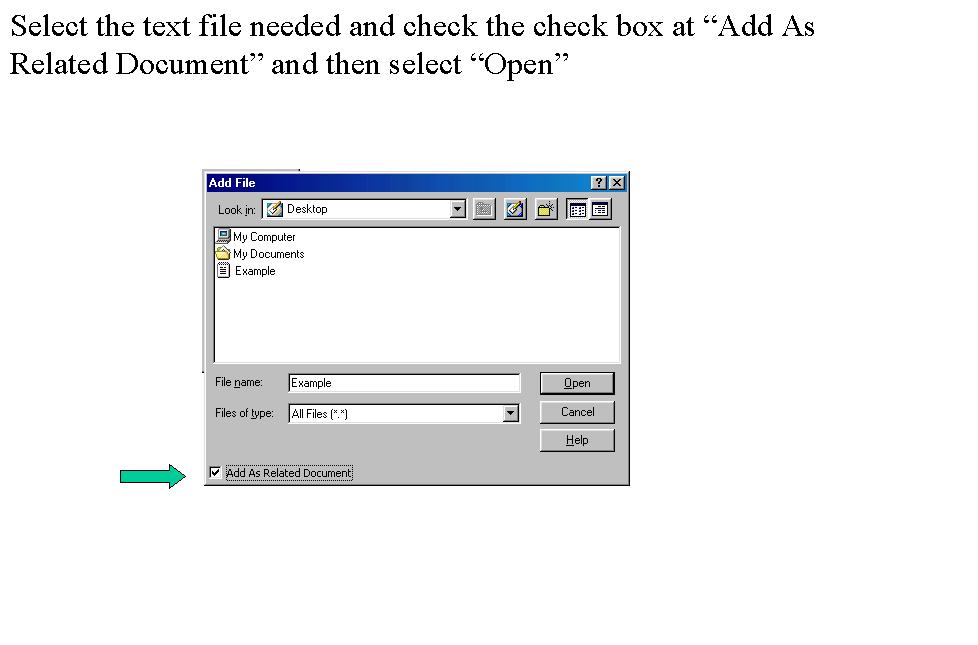 Select the text file needed and check the check box at “Add As
Related Document” and then select “Open”
Add File
Look in: Desktop
My Computer
My Documents
Example
File name: Example Open
Files of type: All Files (*.*) Cancel
Help
Add As Related Document